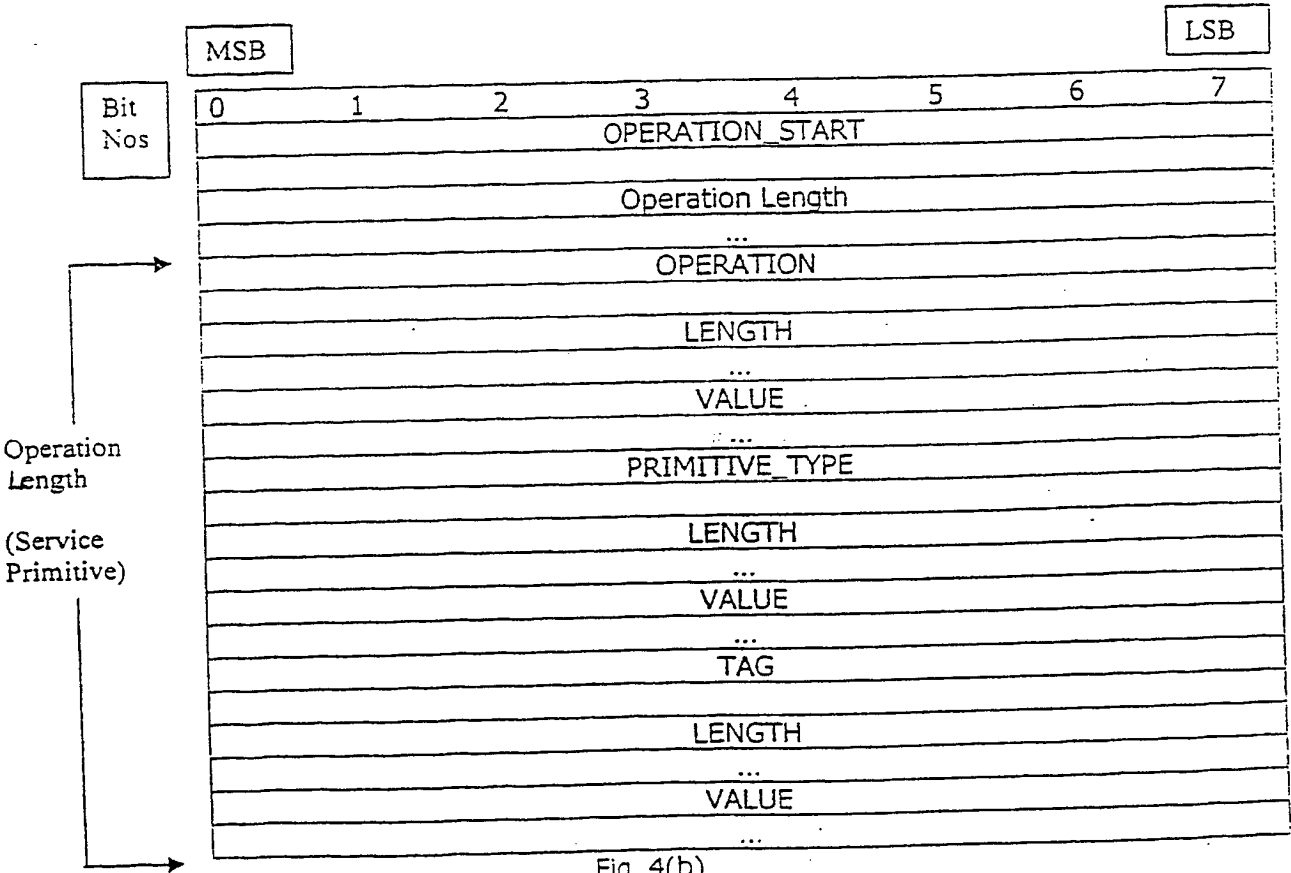 MSB
LSB
Bit
Nos
0 1 2 3 4 5 6 7
OPERATION_START
Operation Length
...
OPERATION
LENGTH
...
VALUE
...
PRIMITIVE_TYPE
LENGTH
...
VALUE
...
TAG
LENGTH
...
VALUE
...
Operation
Length
(Service
Primitive)
Fig. 4(b)